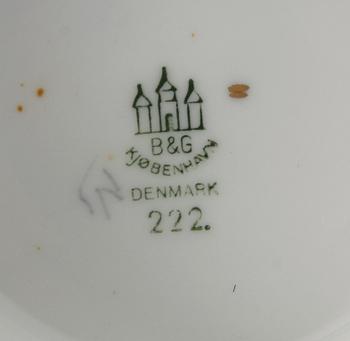 B&G
KJØBENHAVN
DENMARK
222.